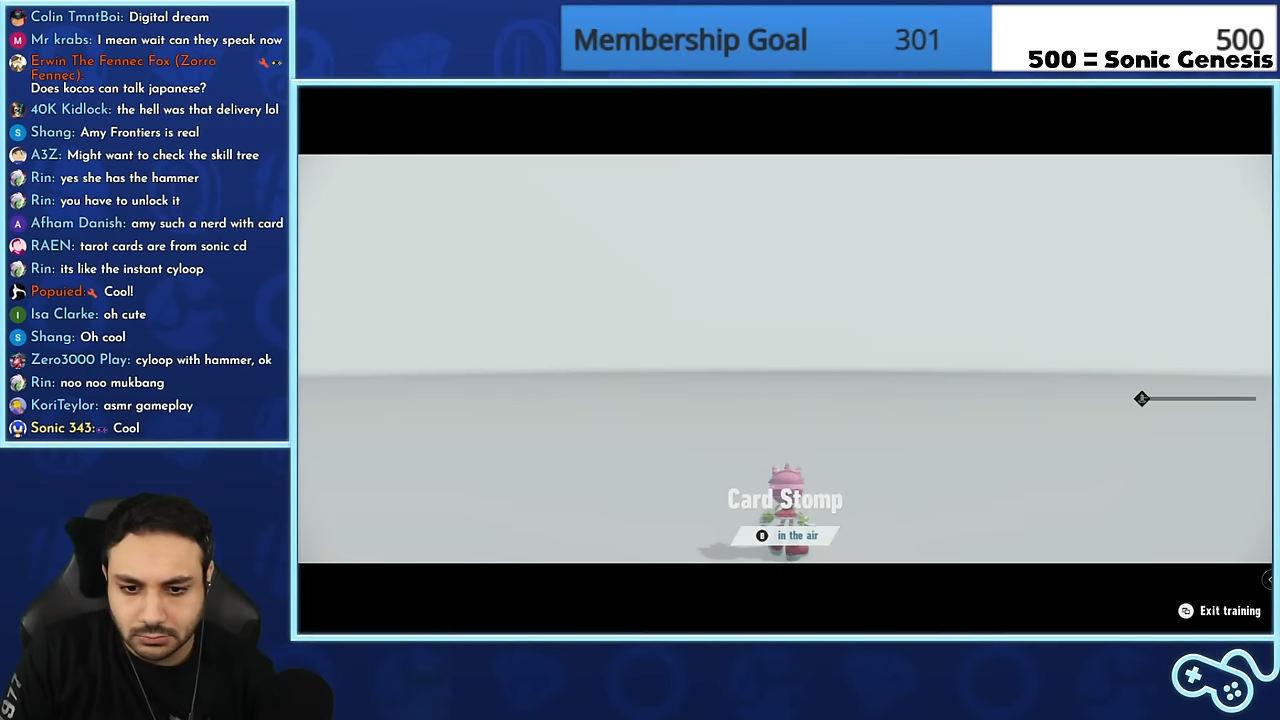 Colin TmntBoi: Digital dream
M Mr krabs: I mean wait can they speak now
Erwin The Fennec Fox (Zorro
Fennec):
Does kocos can talk japanese?
40K Kidlock: the hell was that delivery lol
S Shang: Amy Frontiers is real
A3Z: Might want to check the skill tree
Rin: yes she has the hammer
Rin: you have to unlock it
A Afham Danish: amy such a nerd with card
RAEN: tarot cards are from sonic cd
Rin: its like the instant cyloop
Popuied: Cool!
I Isa Clarke: oh cute
S Shang: Oh cool
Zero3000 Play: cyloop with hammer, ok
Rin: noo noo mukbang
KoriTeylor: asmr gameplay
Sonic 343: Cool
Membership Goal 301 500
500 = Sonic Genesis
Card Stomp
B in the air
Exit training